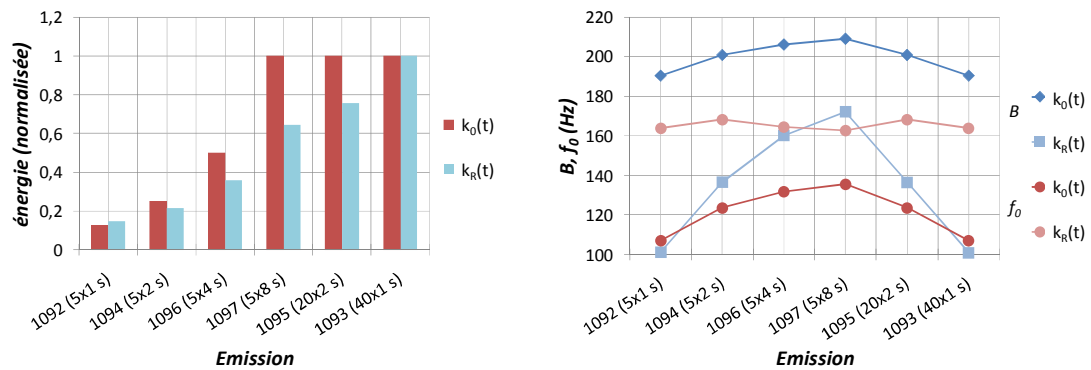 1,2
1
0,8
0,6
0,4
0,2
0
énergie (normalisée)
1092 (5x1 s)
1094 (5x2 s)
1096 (5x4 s)
1097 (5x8 s)
1095 (20x2 s)
1093 (40x1 s)
Emission
k0(t)
kR(t)
220
200
180
160
140
120
100
B, f0 (Hz)
1092 (5x1 s)
1094 (5x2 s)
1096 (5x4 s)
1097 (5x8 s)
1095 (20x2 s)
1093 (40x1 s)
Emission
B
k0(t)
kR(t)
f0
k0(t)
kR(t)